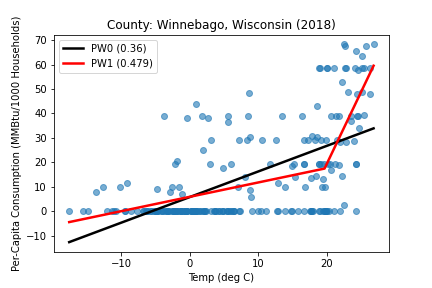 County: Winnebago, Wisconsin (2018)
Per-Capita Consumption (MMBtu/1000 Households)
70
60
50
40
30
20
10
0
−10
PW0 (0.36)
PW1 (0.479)
−10 0 10 20
Temp (deg C)